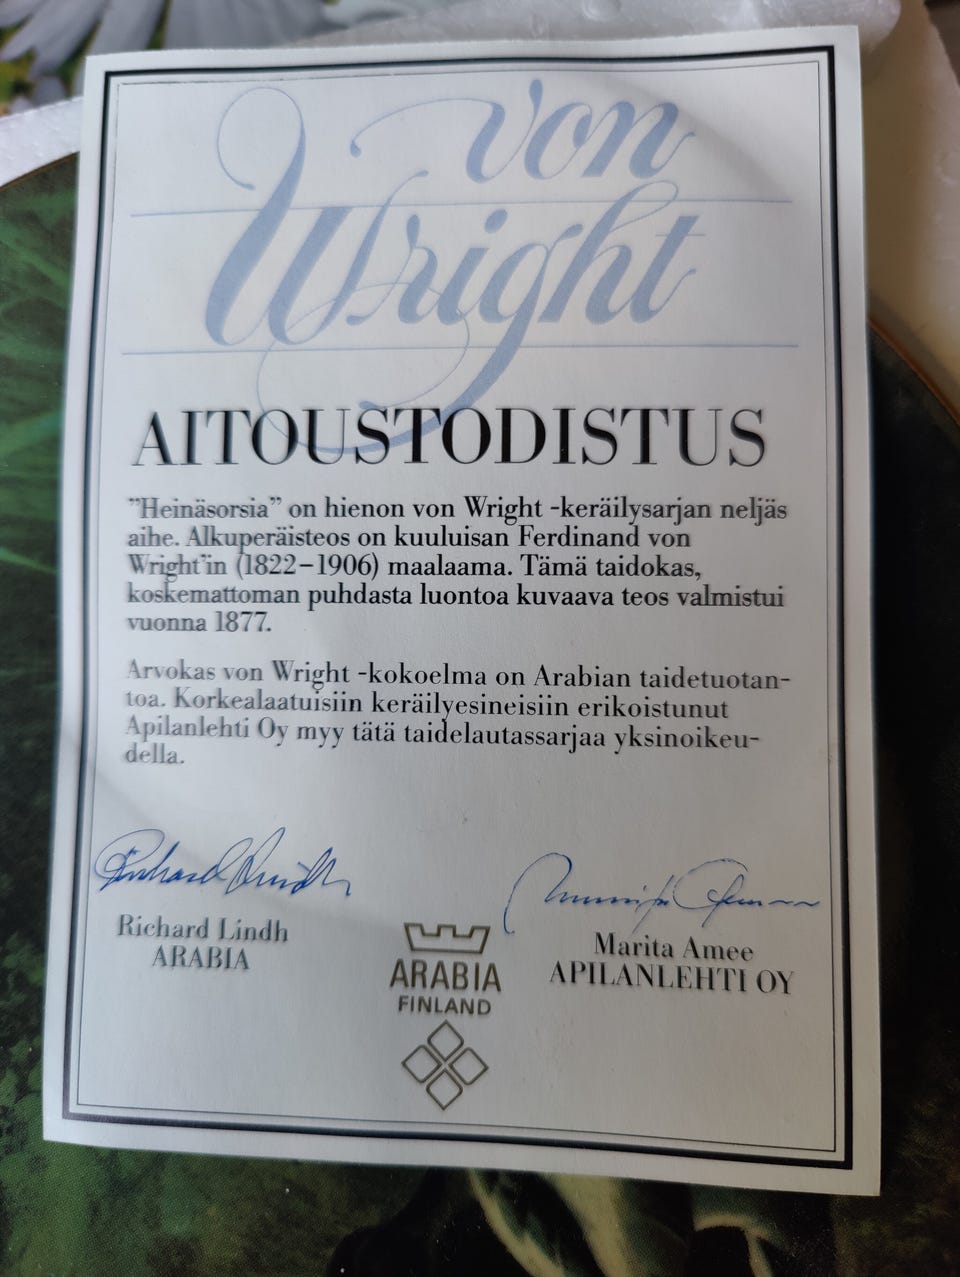 von
Wright
AITOUSTODISTUS
"Heinäsorsia" on hienon von Wright -keräilysarjan neljäs
aihe. Alkuperäisteos on kuuluisan Ferdinand von
Wright'in (1822–1906) maalaama. Tämä taidokas,
koskemattoman puhdasta luontoa kuvaava teos valmistui
vuonna 1877.
Arvokas von Wright -kokoelma on Arabian taidetuotan-
toa. Korkealaatuisiin keräilyesineisiin erikoistunut
Apilanlehti Oy myy tätä taidelautassarjaa yksinoikeu-
della.
Richard Lindh
ARABIA
Marita Amee
APILANLEHTI OY
ARABIA
FINLAND